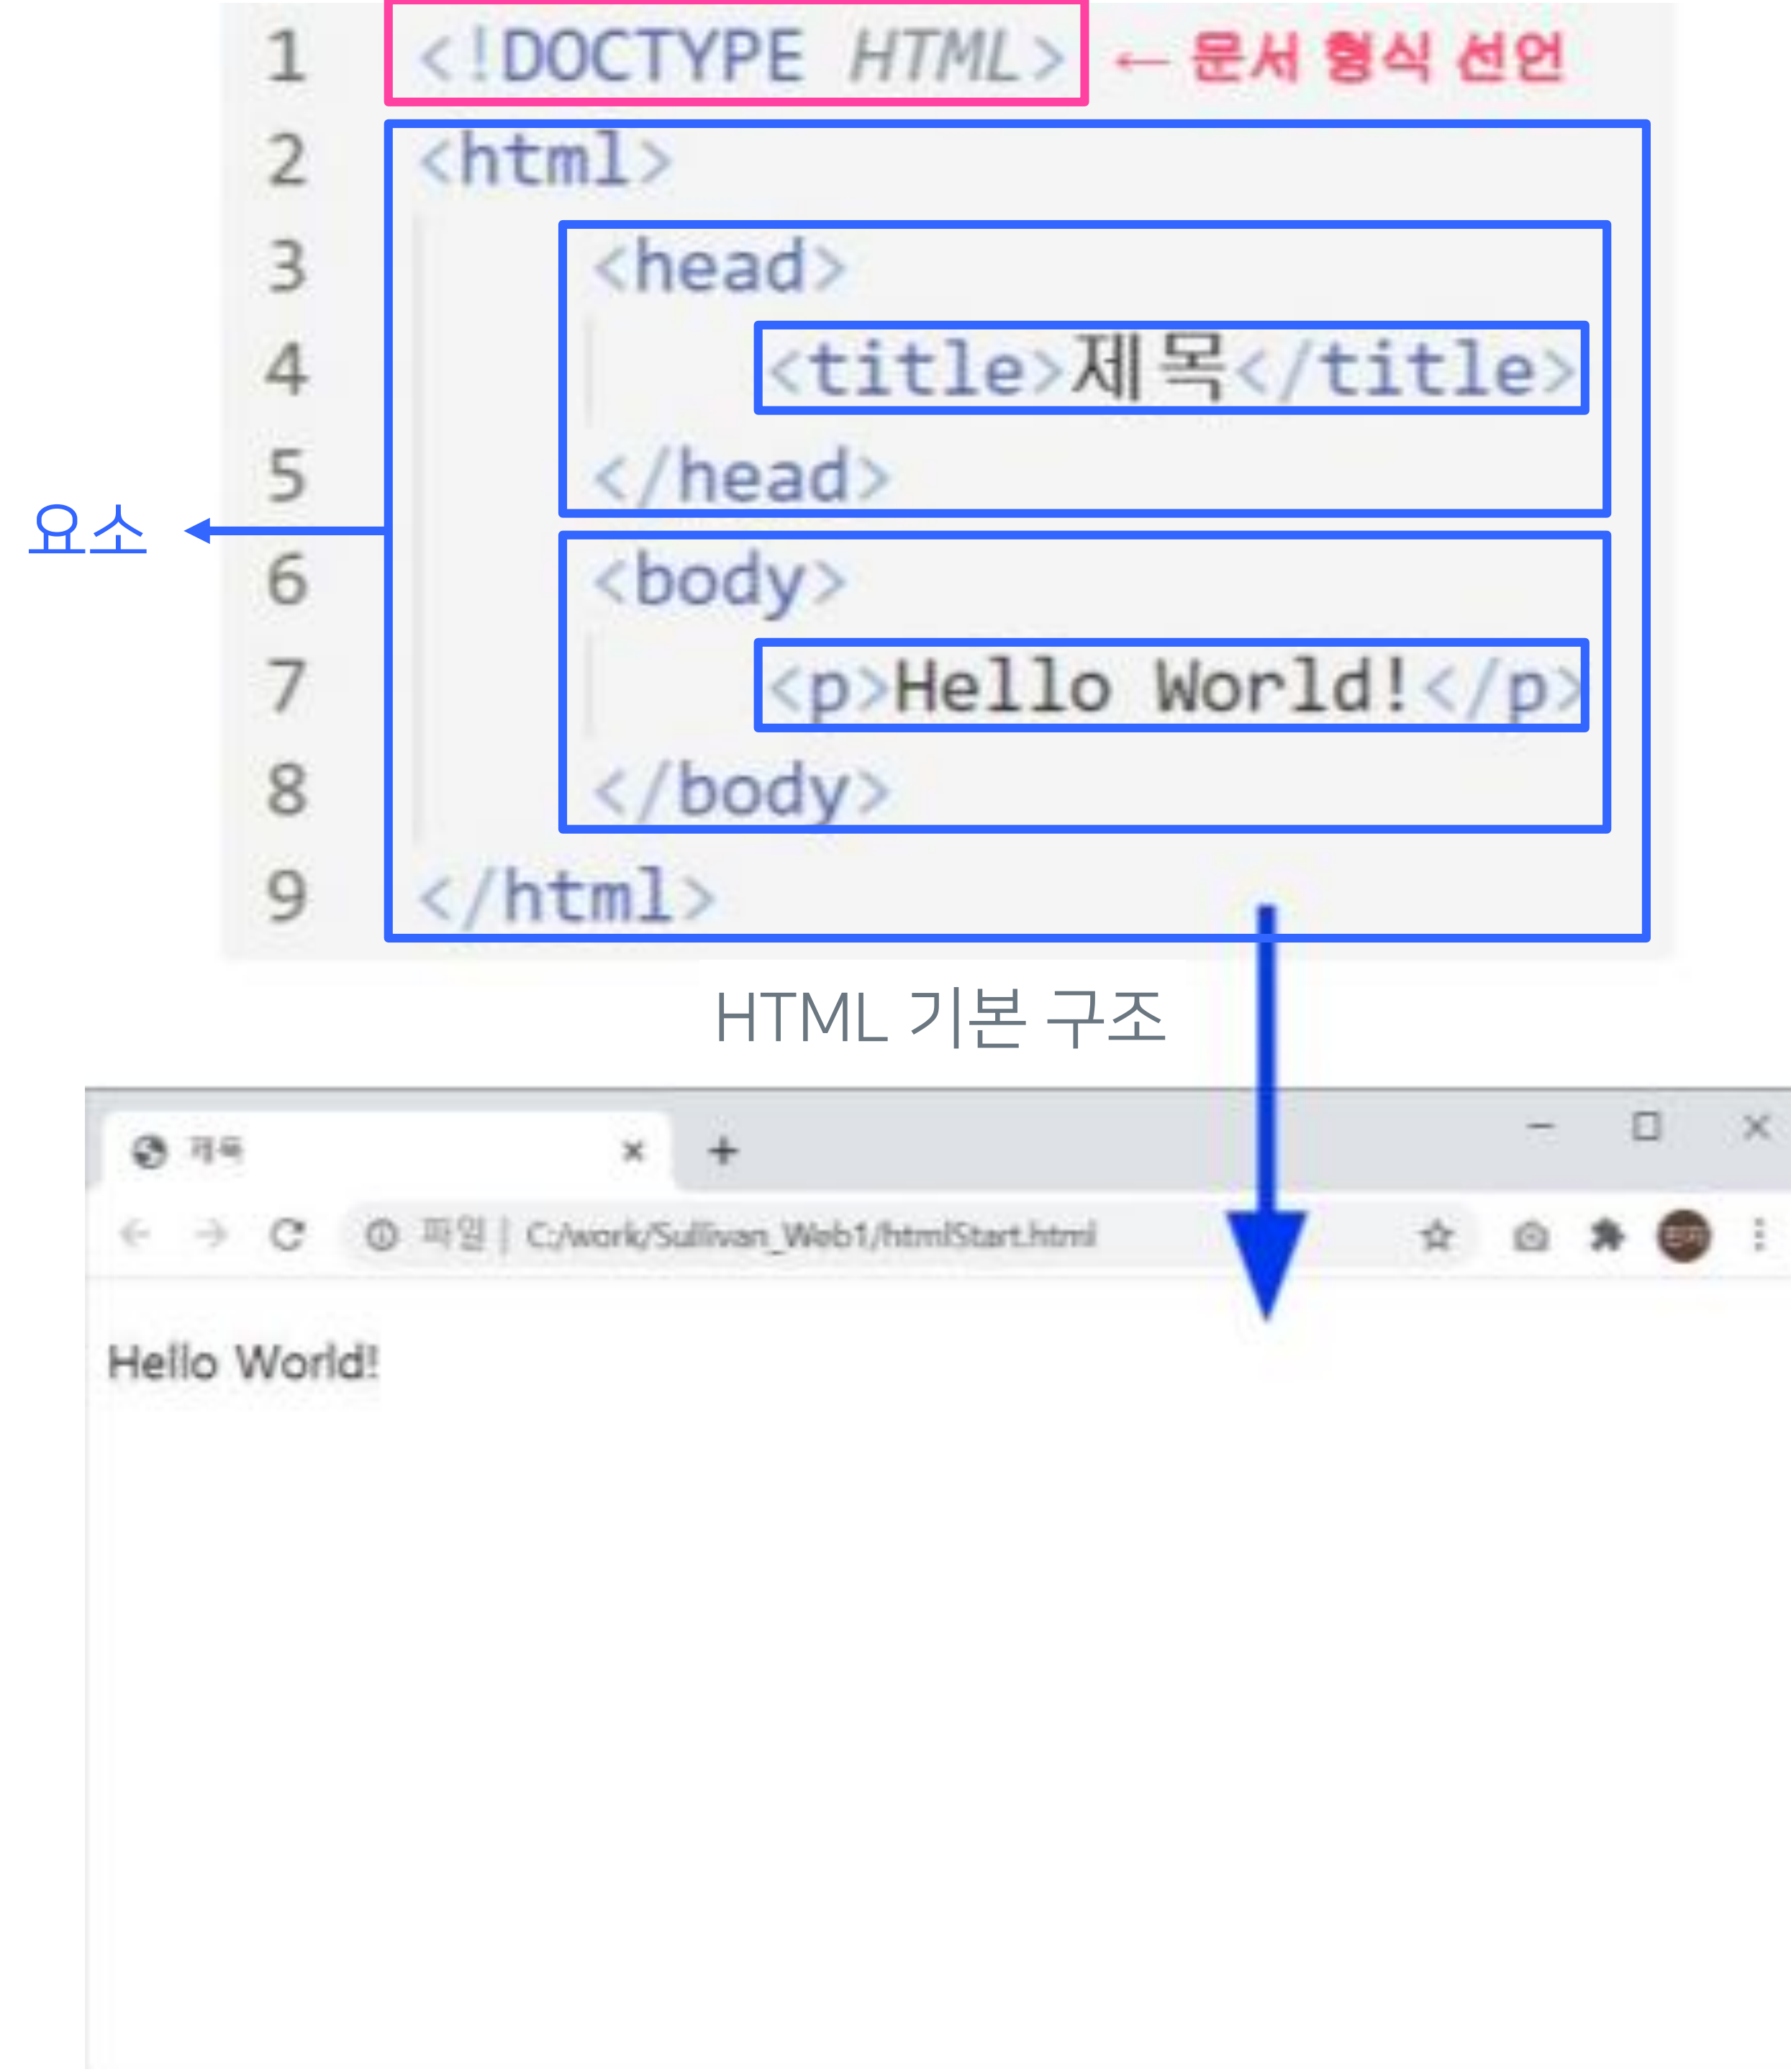 1 <!DOCTYPE HTML> ← 문서 형식 선언
2 <html>
3 <head>
4 <title>제목</title>
5 </head>
요소
6 <body>
7 <p>Hello World!</p>
8 </body>
9 </html>
HTML 기본 구조
제목
파일 | C:/work/Sullivan_Web1/htmlStart.html
Hello World!